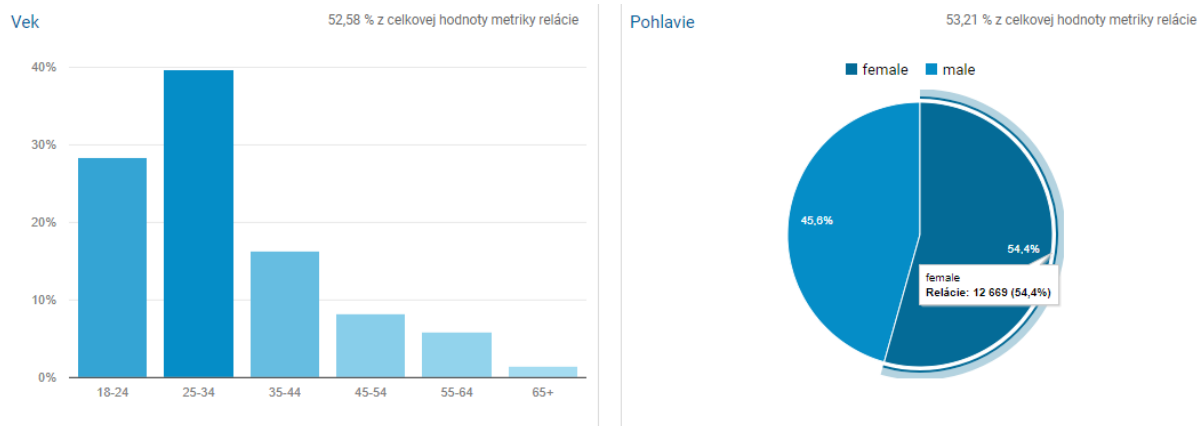 Vek
52,58 % z celkovej hodnoty metriky relácie
40%
30%
20%
10%
0%
18-24
25-34
35-44
45-54
55-64
65+
Pohlavie
53,21 % z celkovej hodnoty metriky relácie
female
male
45,6%
54,4%
female
Relácie: 12 669 (54,4%)